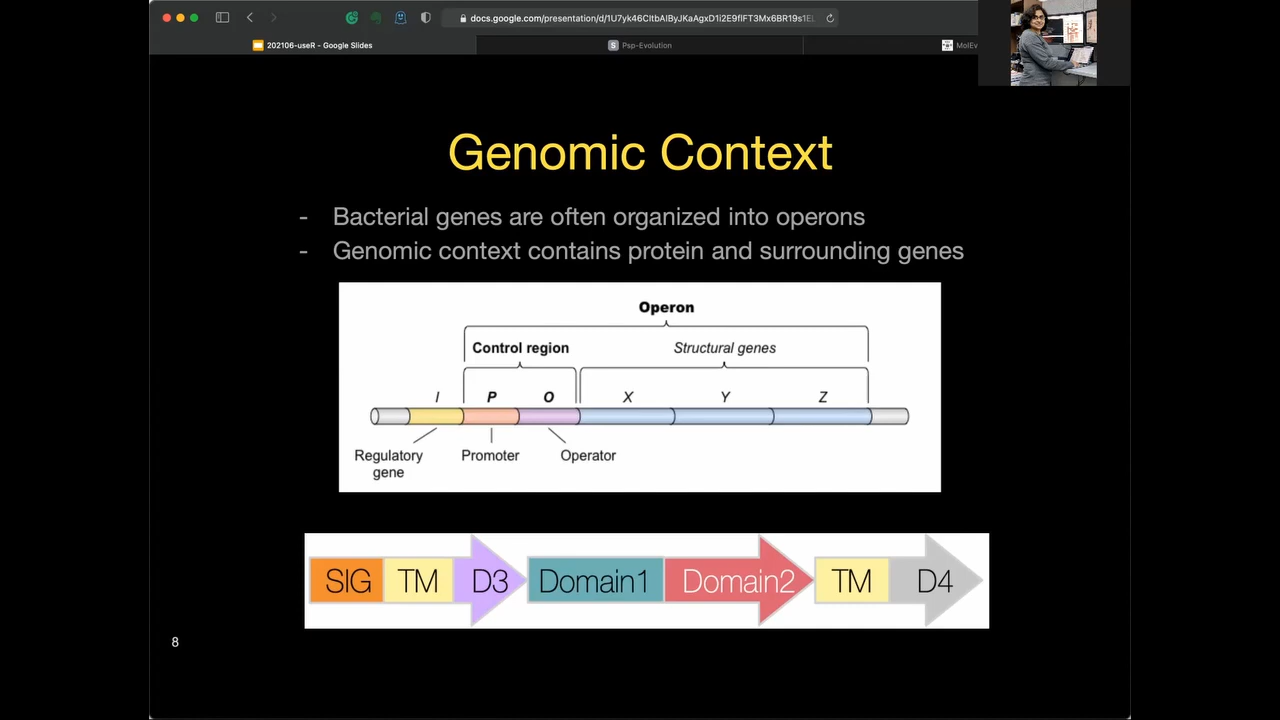 docs.google.com/presentation/d/1U7yk46CItbAIByJKaAgxD1i2E9fIFT3Mx6BR19s1EL
202106-useR - Google Slides
Psp-Evolution
MolEv
Genomic Context
- Bacterial genes are often organized into operons
- Genomic context contains protein and surrounding genes
Operon
Control region Structural genes
I P O X Y Z
Regulatory gene Promoter Operator
SIG TM D3 Domain1 Domain2 TM D4
8